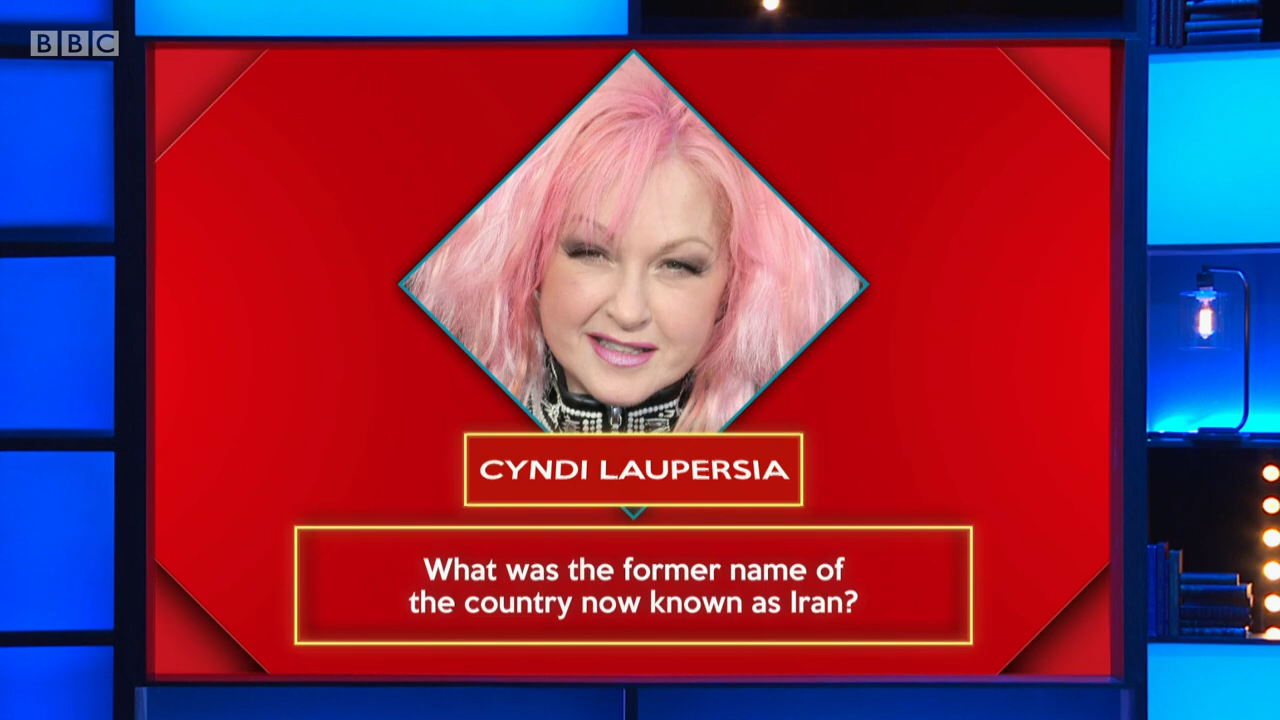 BBC
CYNDI LAUPERSIA
What was the former name of
the country now known as Iran?